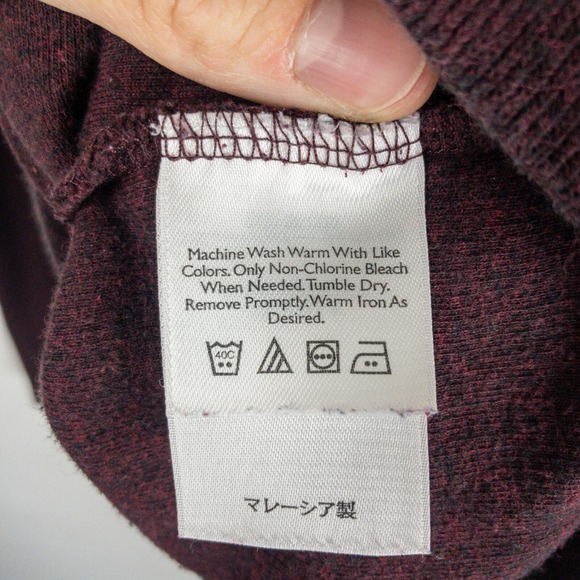 Machine Wash Warm With Like
Colors. Only Non-Chlorine Bleach
When Needed. Tumble Dry.
Remove Promptly. Warm Iron As
Desired.
40C
マレーシア製